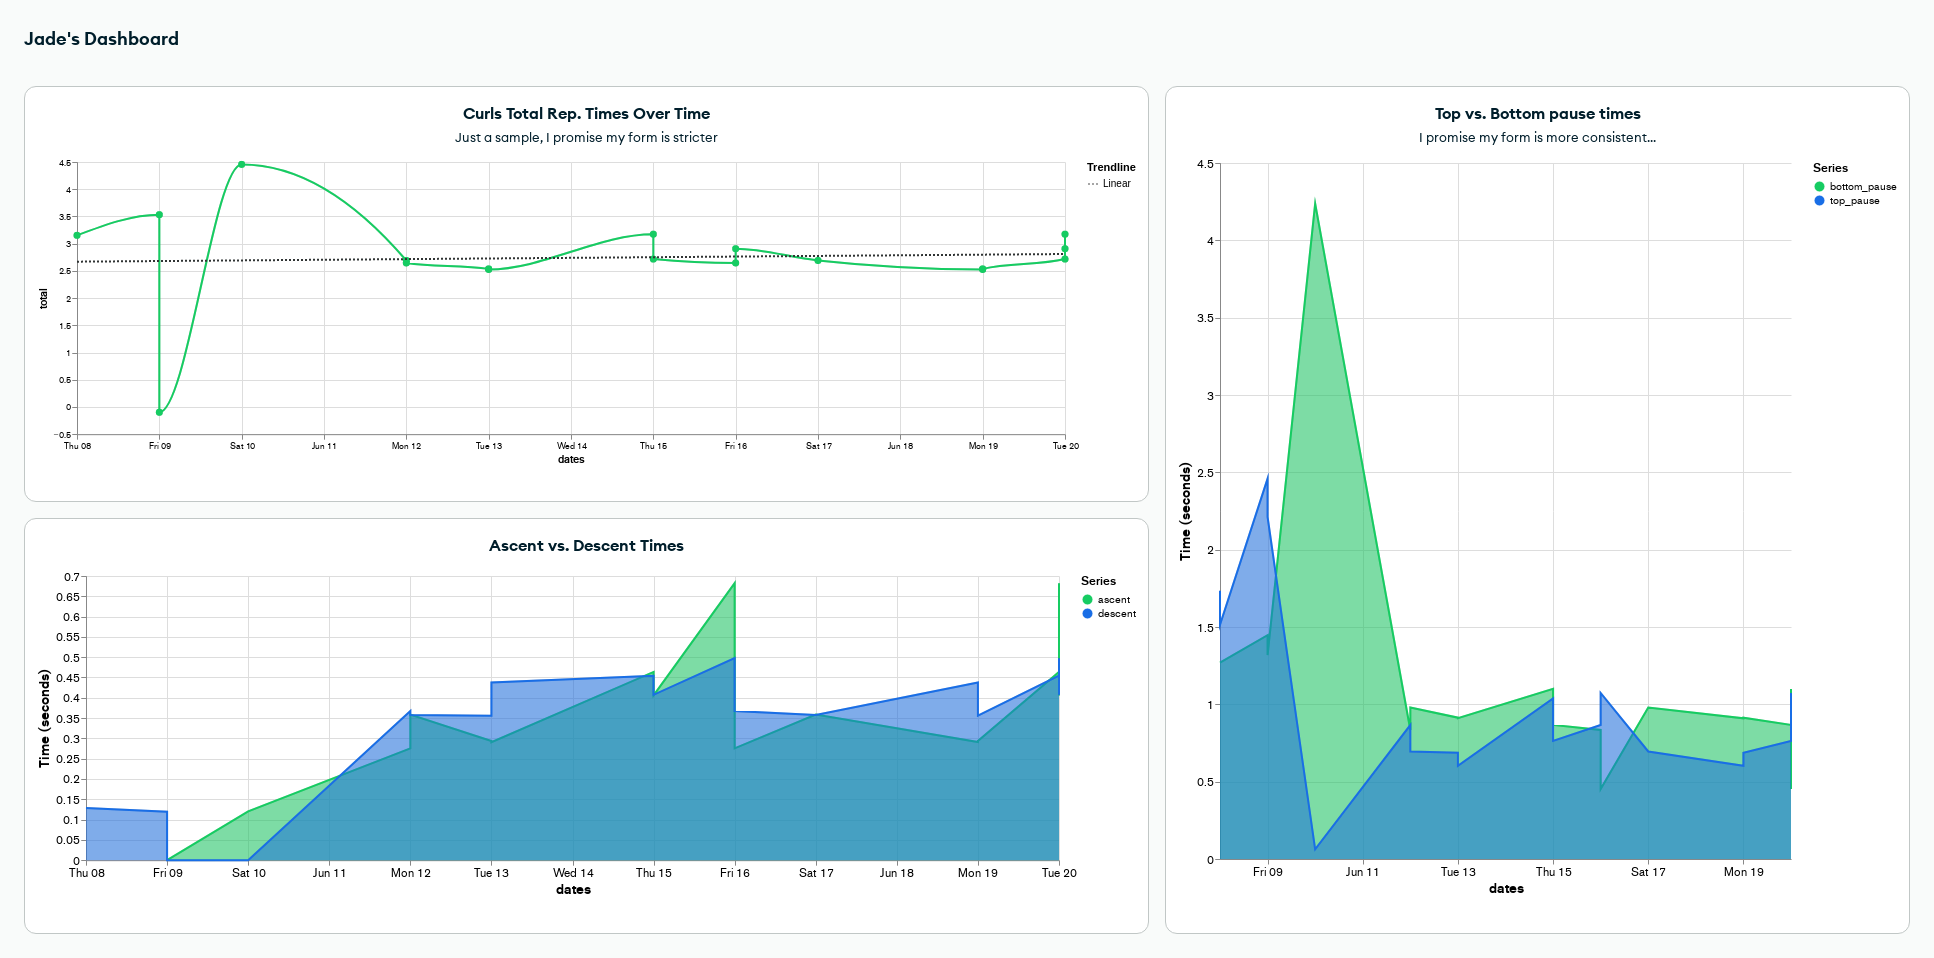 Jade's Dashboard
Curls Total Rep. Times Over Time
Just a sample, I promise my form is stricter
4.5
4
3.5
3
2.5
2
1.5
1
0.5
0
−0.5
total
Thu 08 Fri 09 Sat 10 Jun 11 Mon 12 Tue 13 Wed 14 Thu 15 Fri 16 Sat 17 Jun 18 Mon 19 Tue 20
dates
Trendline
Linear
Ascent vs. Descent Times
0.7
0.65
0.6
0.55
0.5
0.45
0.4
0.35
0.3
0.25
0.2
0.15
0.1
0.05
0
Time (seconds)
Thu 08 Fri 09 Sat 10 Jun 11 Mon 12 Tue 13 Wed 14 Thu 15 Fri 16 Sat 17 Jun 18 Mon 19 Tue 20
dates
Series
ascent
descent
Top vs. Bottom pause times
I promise my form is more consistent...
4.5
4
3.5
3
2.5
2
1.5
1
0.5
0
Time (seconds)
Fri 09 Jun 11 Tue 13 Thu 15 Sat 17 Mon 19
dates
Series
bottom_pause
top_pause